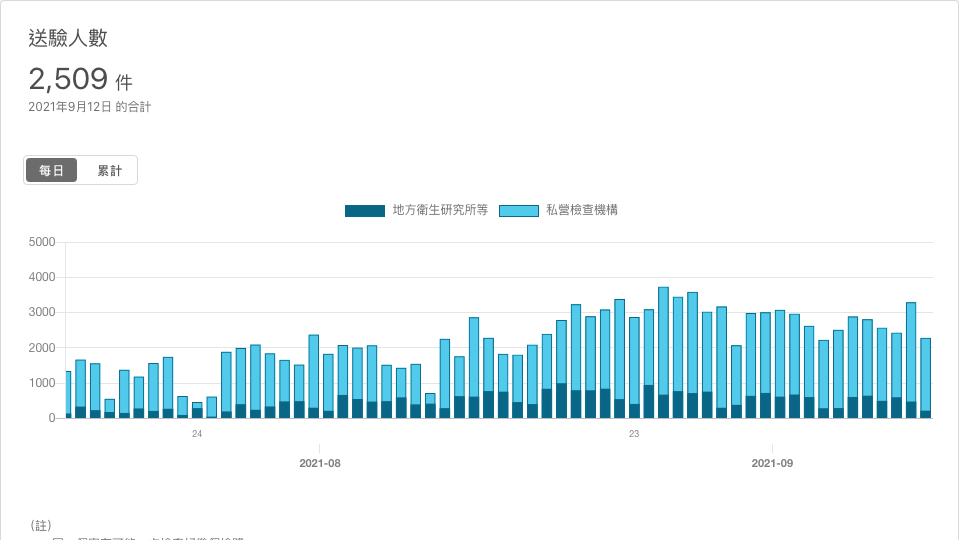 送驗人數
2,509 件
2021年9月12日 的合計
每日 累計
地方衛生研究所等 私營檢查機構
5000
4000
3000
2000
1000
0
24 23
2021-08 2021-09
(註)